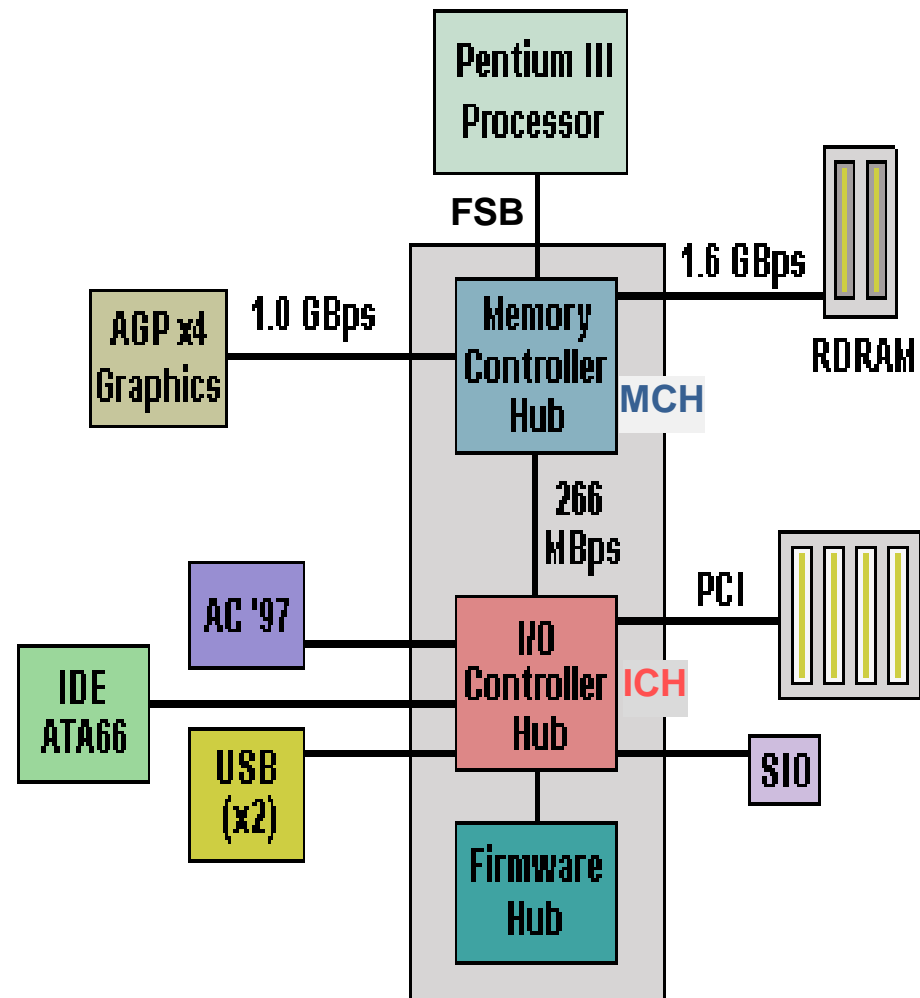 Pentium III
Processor
FSB
1.6 GBps
RDRAM
1.0 GBps
AGP x4
Graphics
Memory
Controller
Hub
MCH
266
MBps
PCI
AC '97
I/O
Controller
Hub
ICH
IDE
ATA66
USB
(x2)
SIO
Firmware
Hub